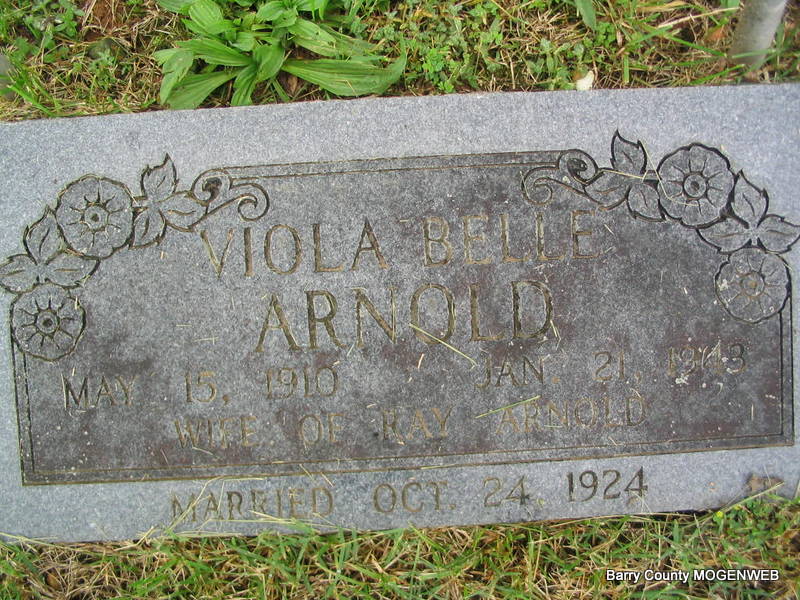 VIOLA BELLE
ARNOLD
MAY 15, 1910 JAN. 21, 1943
WIFE OF RAY ARNOLD
MARRIED OCT. 24, 1924
Barry County MOGENWEB